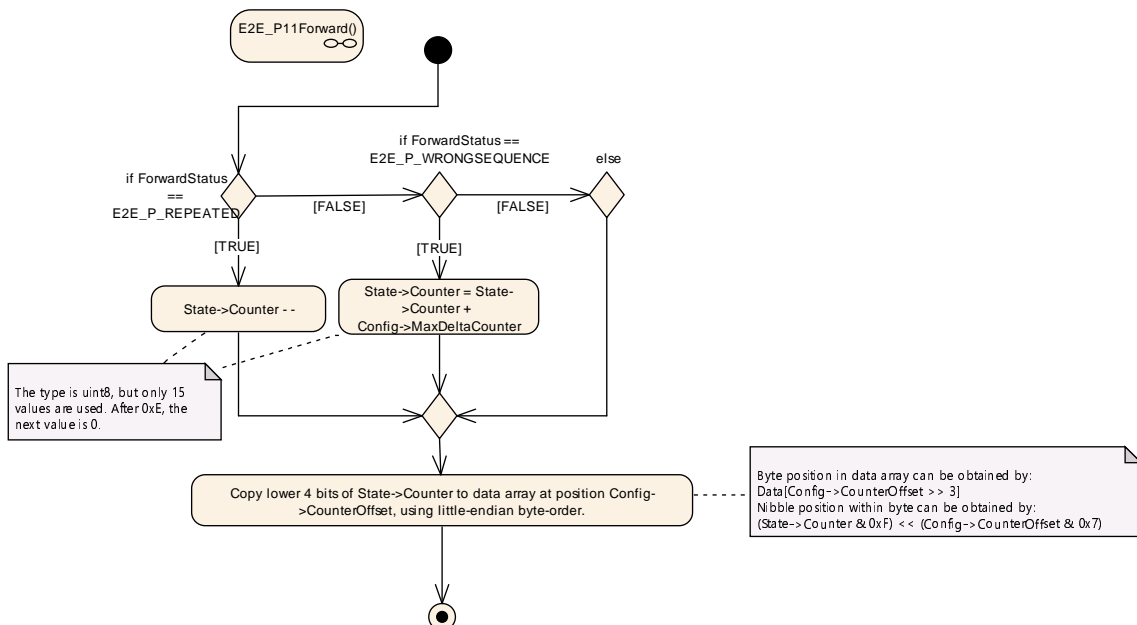 E2E_P11Forward()
if ForwardStatus ==
E2E_P_WRONGSEQUENCE
else
if ForwardStatus
==
E2E_P_REPEATED
[FALSE]
[FALSE]
[TRUE]
[TRUE]
State->Counter - -
State->Counter = State-
>Counter +
Config->MaxDeltaCounter
The type is uint8, but only 15
values are used. After 0xE, the
next value is 0.
Copy lower 4 bits of State->Counter to data array at position Config-
>CounterOffset, using little-endian byte-order.
Byte position in data array can be obtained by:
Data[Config->CounterOffset >> 3]
Nibble position within byte can be obtained by:
(State->Counter & 0xF) << (Config->CounterOffset & 0x7)